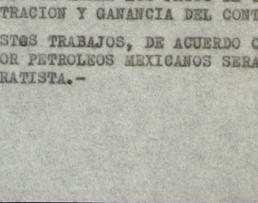 TRACION Y GANANCIA DEL CONT
STOS TRABAJOS, DE ACUERDO
OR PETROLEOS MEXICANOS SERA
RATISTA.-